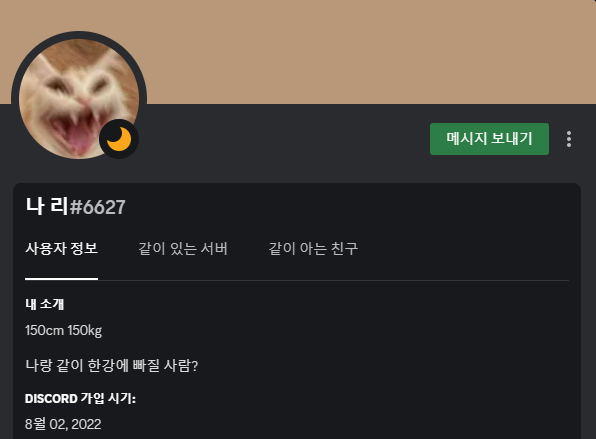 메시지 보내기
나 리#6627
사용자 정보 같이 있는 서버 같이 아는 친구
내 소개
150cm 150kg
나랑 같이 한강에 빠질 사람?
DISCORD 가입 시기:
8월 02, 2022